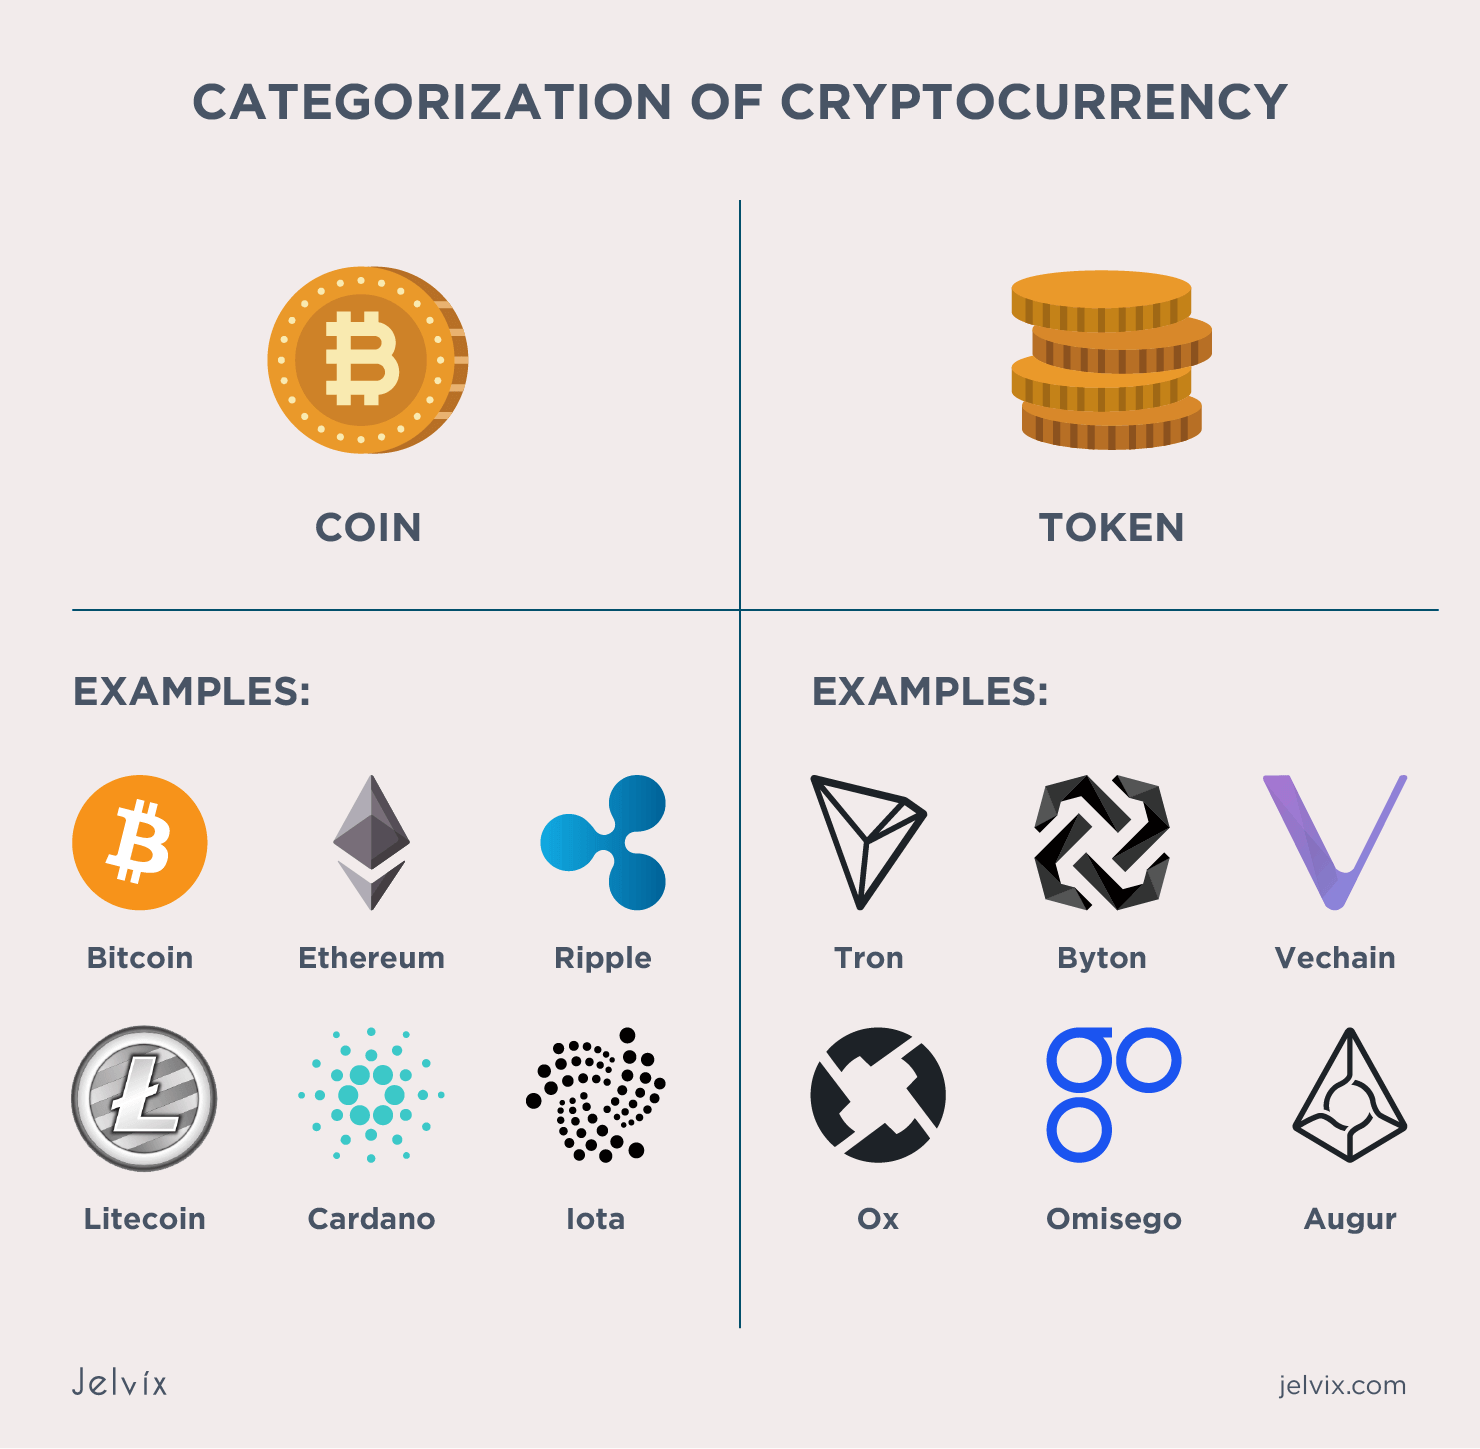 CATEGORIZATION OF CRYPTOCURRENCY
COIN
TOKEN
EXAMPLES:
Bitcoin
Ethereum
Ripple
Litecoin
Cardano
Iota
EXAMPLES:
Tron
Byton
Vechain
Ox
Omisego
Augur
Jelvix
jelvix.com